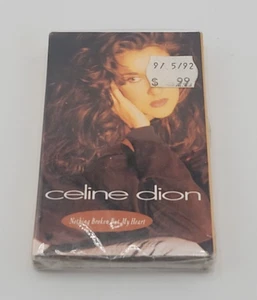 9/ 5/92
$ .99
celine dion
Nothing Broken But My Heart